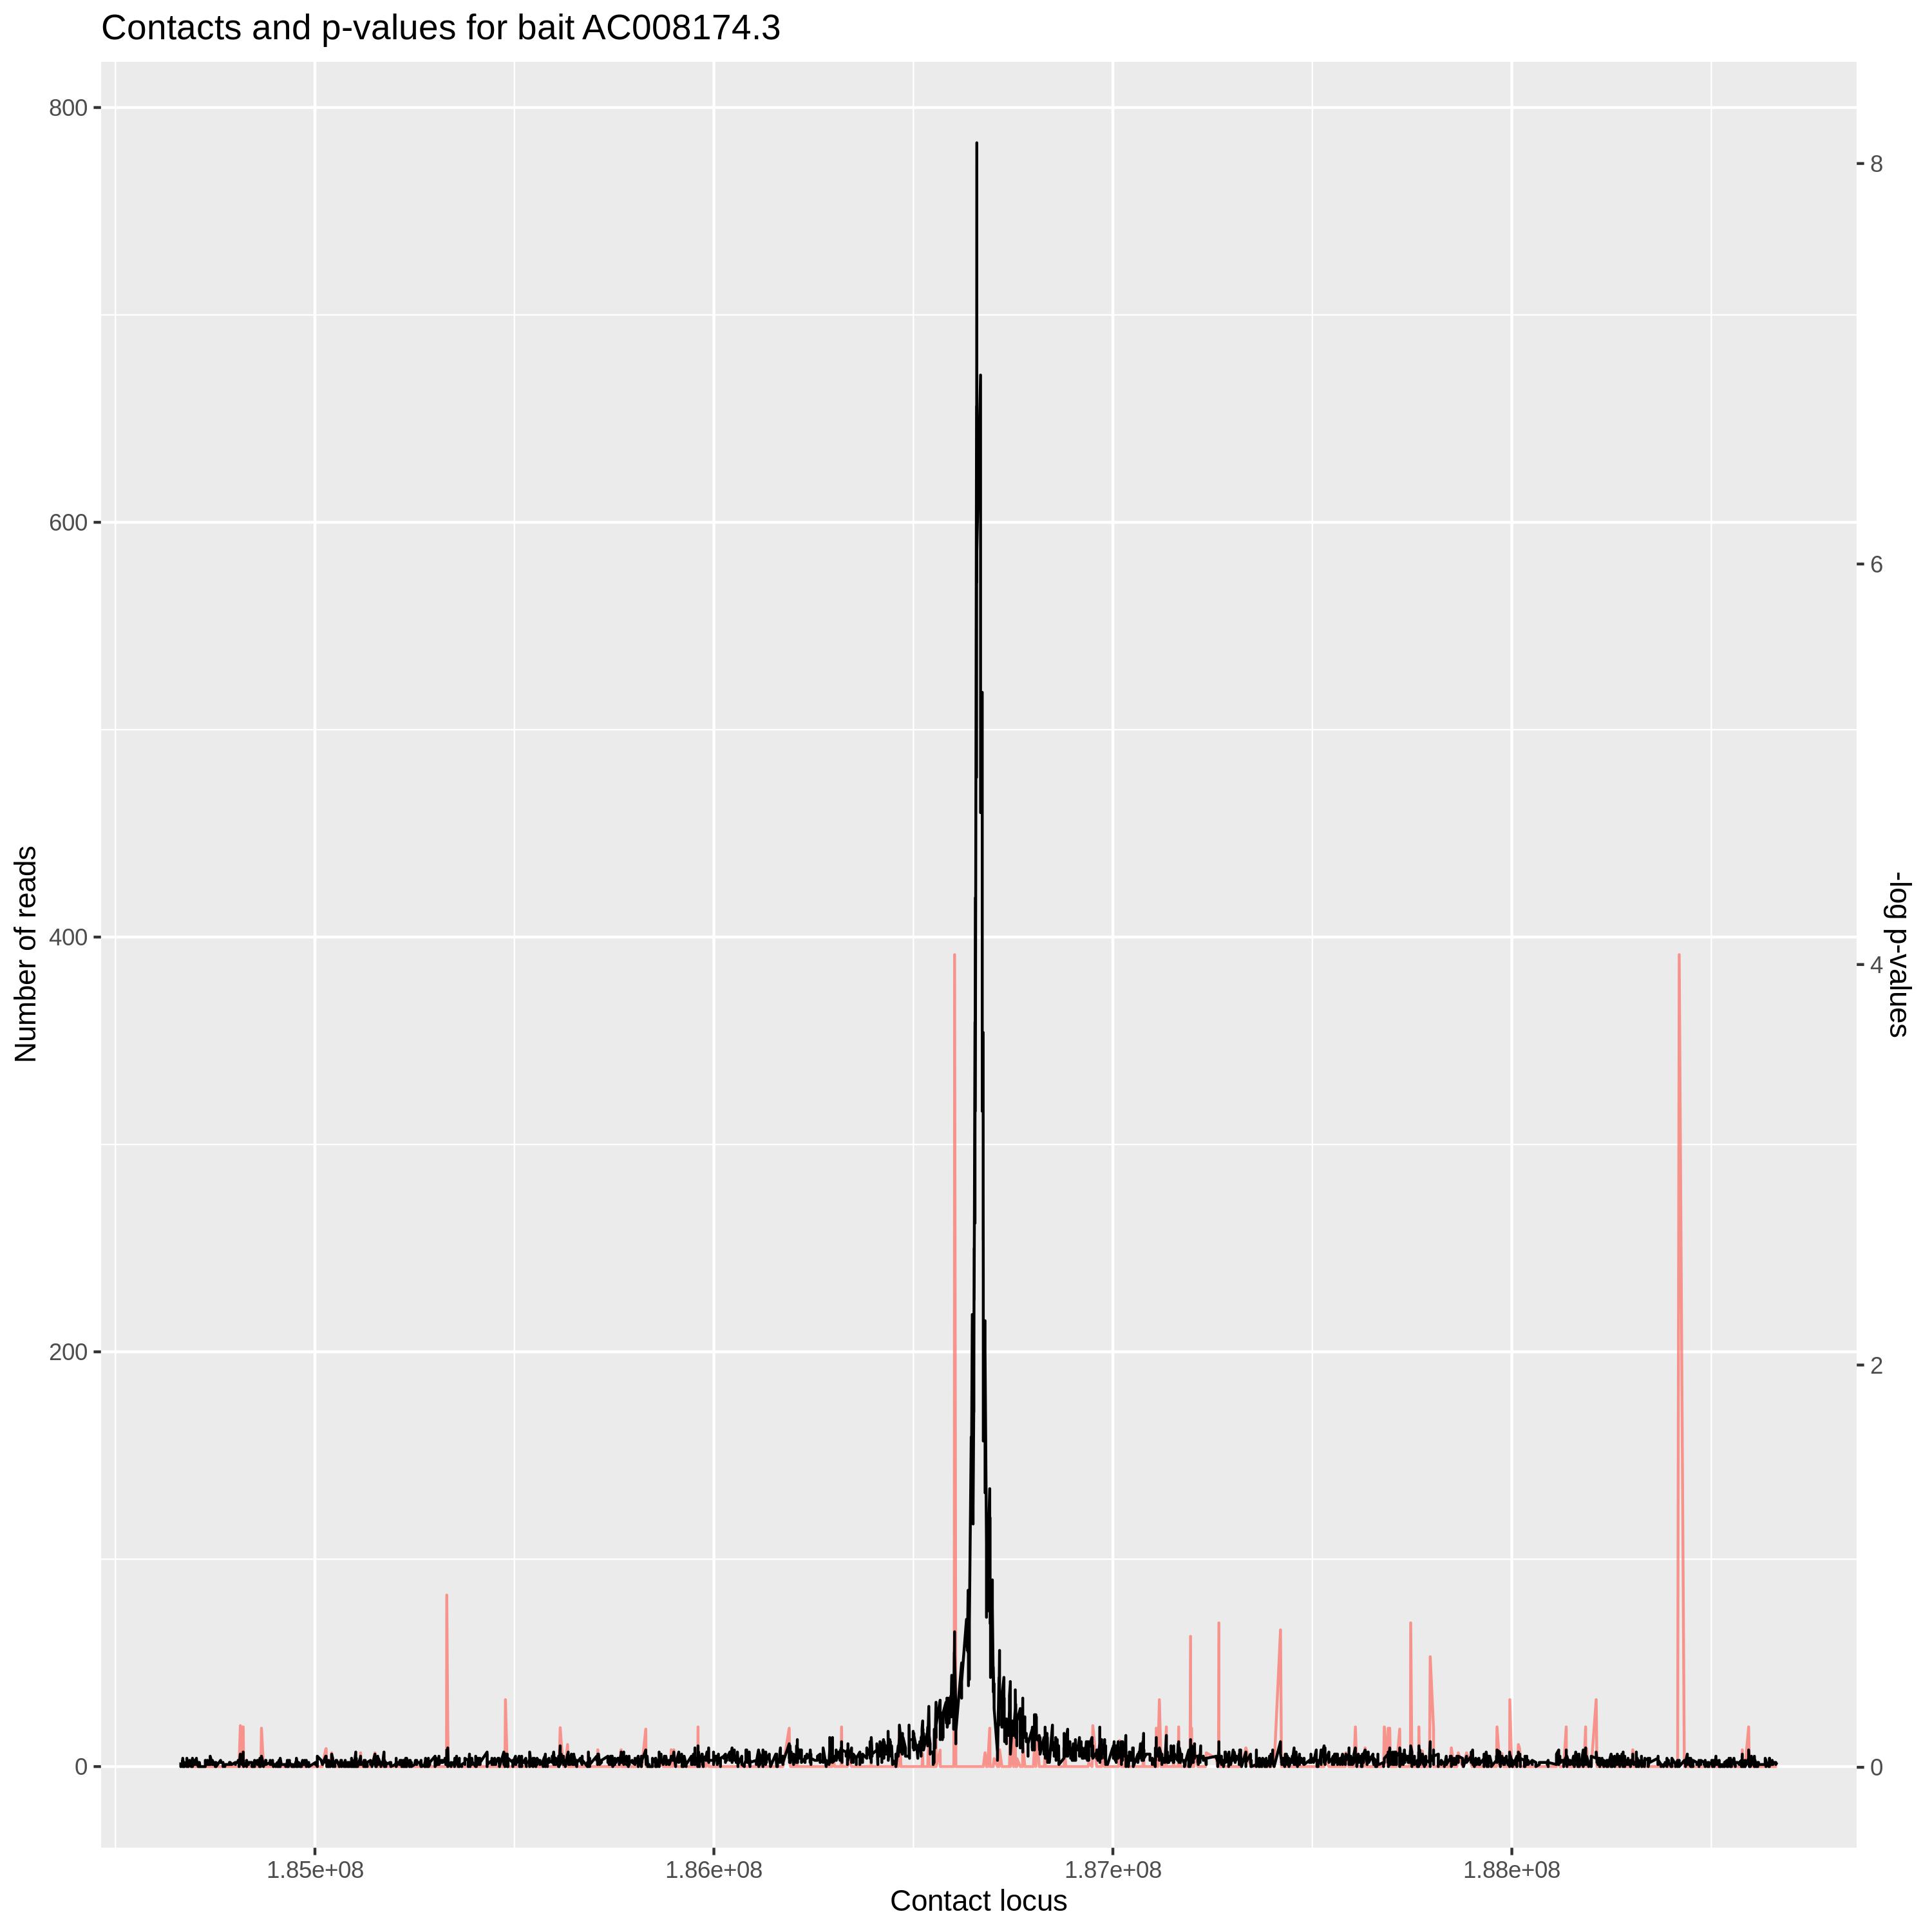 Contacts and p-values for bait AC008174.3
800
600
400
200
0
8
6
4
2
0
Number of reads
-log p-values
1.85e+08
1.86e+08
1.87e+08
1.88e+08
Contact locus